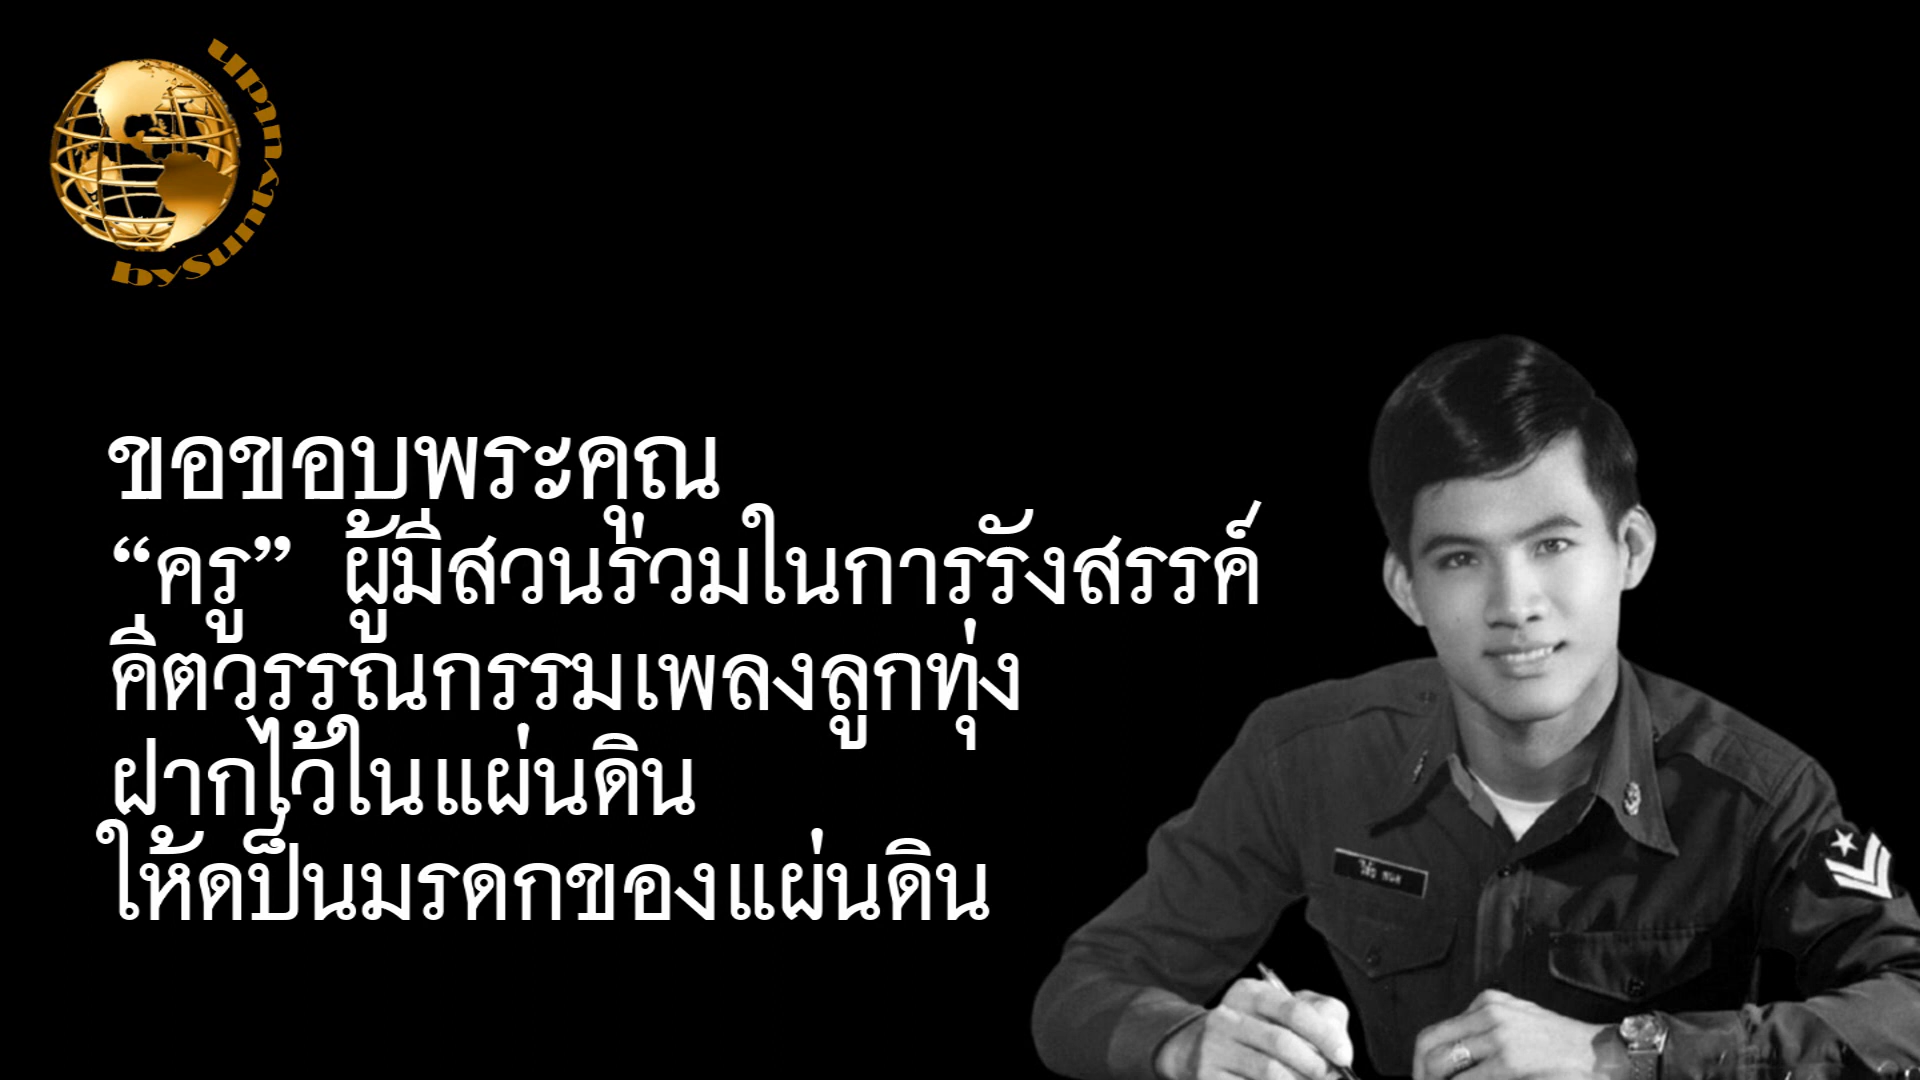 upnudn
bysunynudn
ขอขอบพระคุณ
“ครู” ผู้มีส่วนร่วมในการรังสรรค์
คีตวรรณกรรมเพลงลูกทุ่ง
ฝากไว้ในแผ่นดิน
ให้ดป็นมรดกของแผ่นดิน